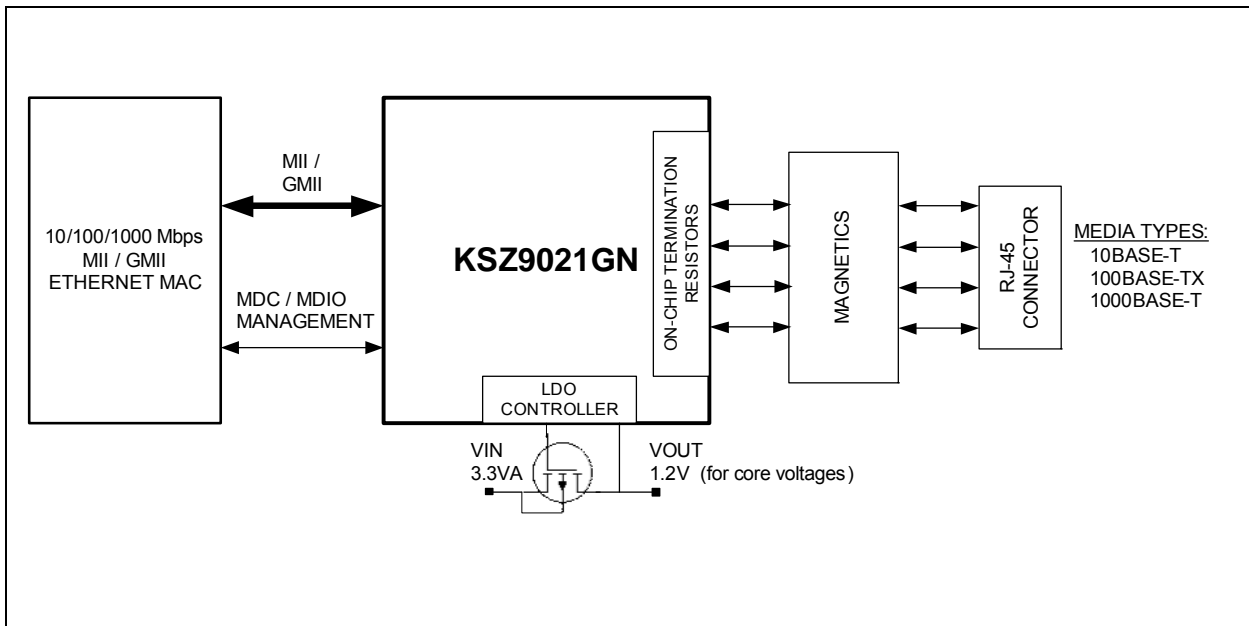 10/100/1000 Mbps
MII / GMII
ETHERNET MAC
MII /
GMII
MDC / MDIO
MANAGEMENT
KSZ9021GN
ON-CHIP TERMINATION
RESISTORS
LDO
CONTROLLER
VIN
3.3VA
VOUT
1.2V (for core voltages)
MAGNETICS
RJ-45
CONNECTOR
MEDIA TYPES:
10BASE-T
100BASE-TX
1000BASE-T